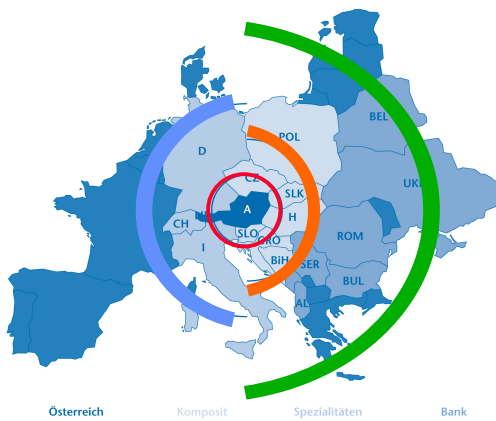 BEL
POL
D
CZ
UKR
SLK
A
H
CH
SLO
ROM
CRO
I
BiH
SER
BUL
AL
Österreich Komposit Spezialitäten Bank